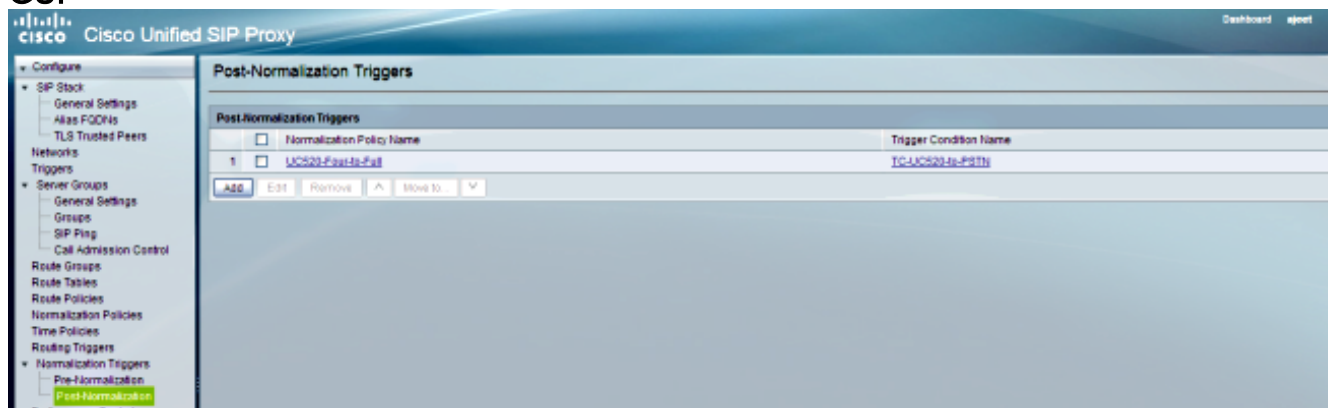 cisco Cisco Unified SIP Proxy
Dashboard ajeet
Configure
SIP Stack
General Settings
Alias FQDNs
TLS Trusted Peers
Networks
Triggers
Server Groups
General Settings
Groups
SIP Ping
Call Admission Control
Route Groups
Route Tables
Route Policies
Normalization Policies
Time Policies
Routing Triggers
Normalization Triggers
Pre-Normalization
Post-Normalization
Post-Normalization Triggers
Post-Normalization Triggers
Normalization Policy Name Trigger Condition Name
1 UC520-Four-to-Full TC-UC520-to-PSTN
Add Edit Remove Move to...